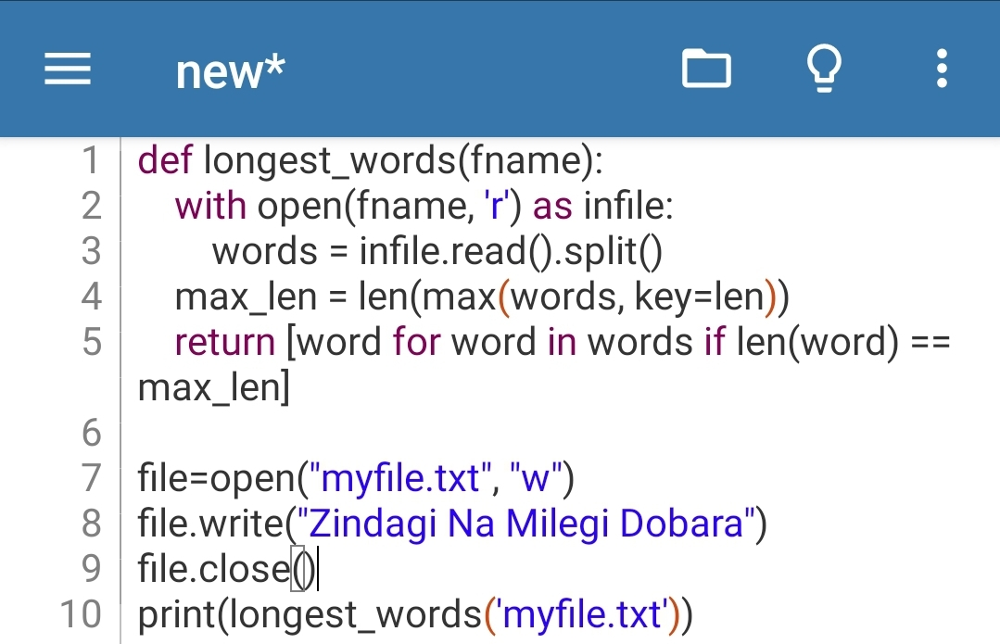 new*
1 def longest_words(fname):
2 with open(fname, 'r') as infile:
3 words = infile.read().split()
4 max_len = len(max(words, key=len))
5 return [word for word in words if len(word) ==
max_len]
6
7 file=open("myfile.txt", "w")
8 file.write("Zindagi Na Milegi Dobara")
9 file.close()
10 print(longest_words('myfile.txt'))